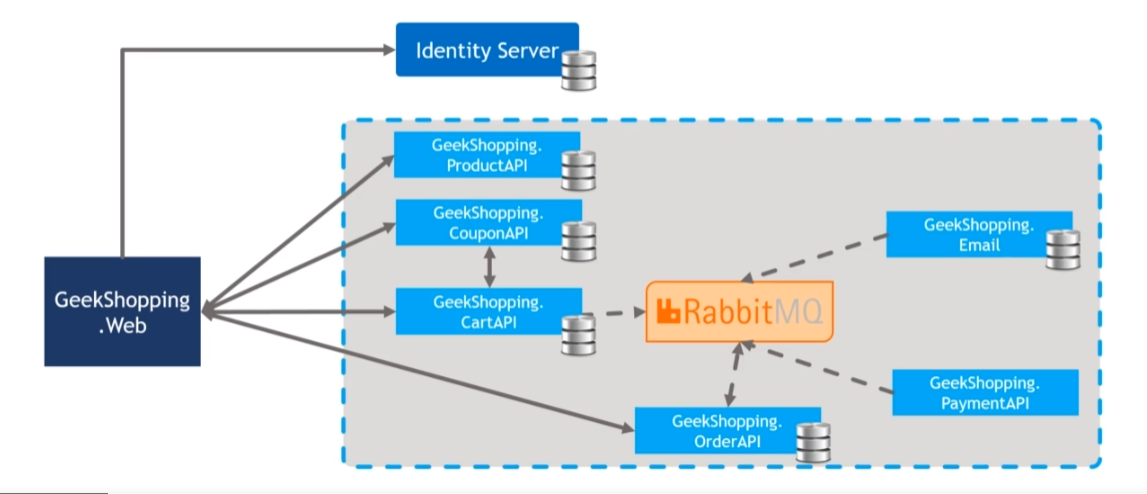 Identity Server
GeekShopping.
ProductAPI
GeekShopping.
CouponAPI
GeekShopping.
Email
GeekShopping
.Web
GeekShopping.
CartAPI
RabbitMQ
GeekShopping.
PaymentAPI
GeekShopping.
OrderAPI